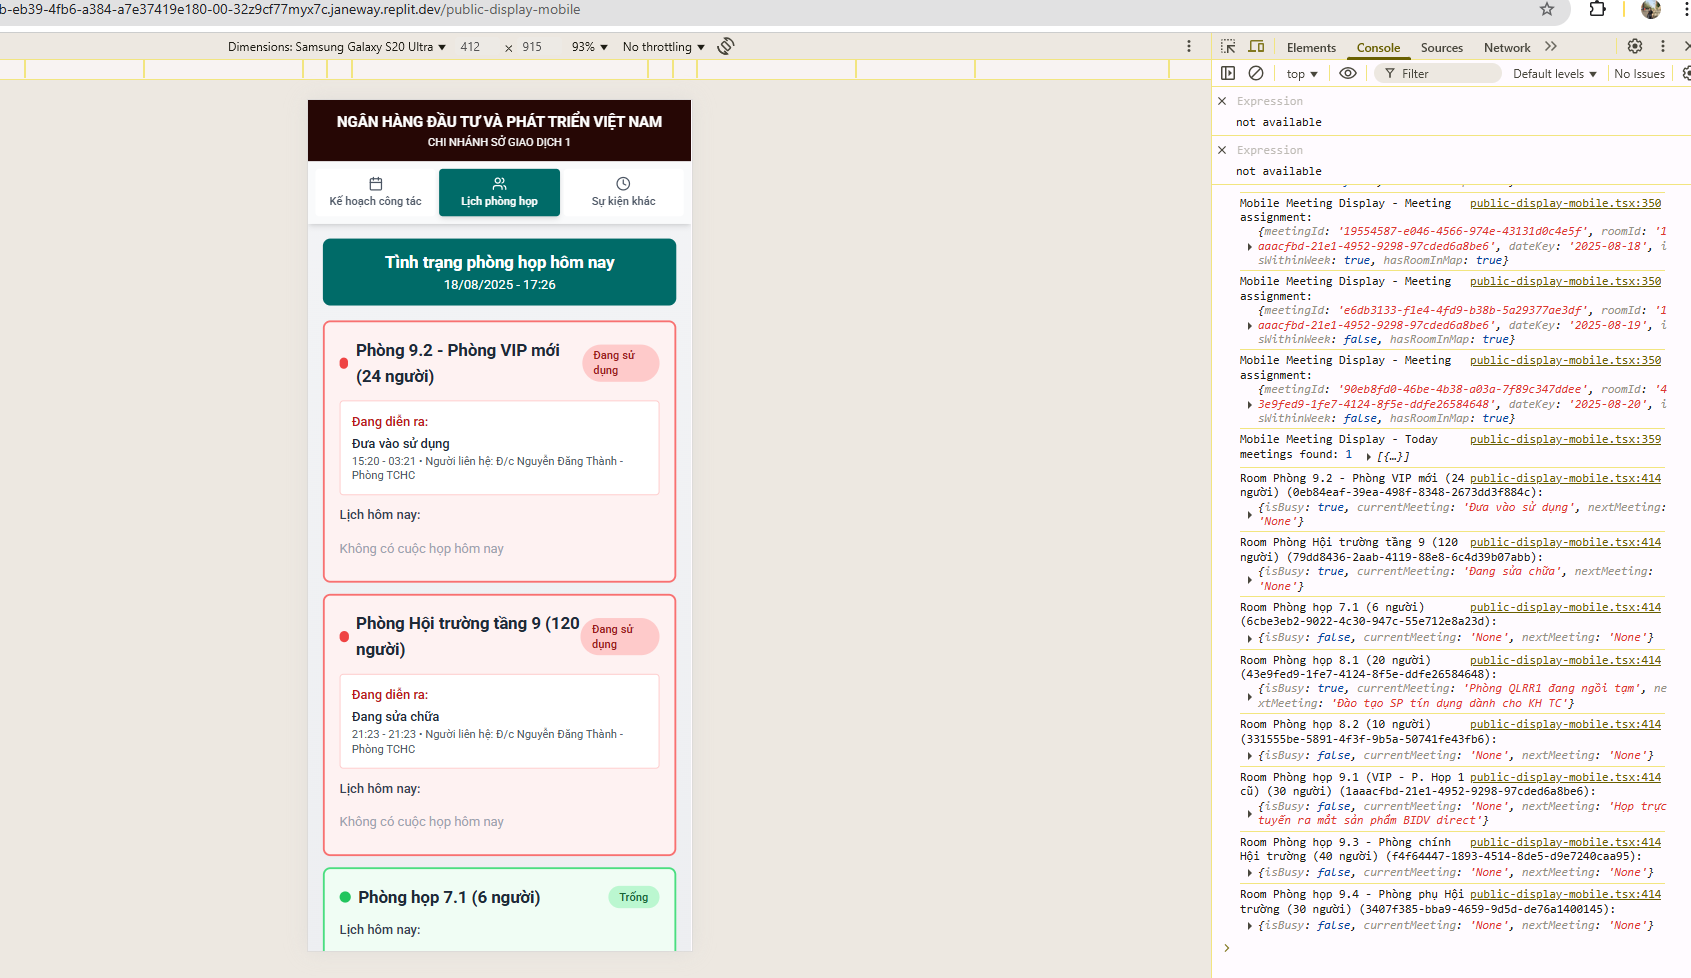 b-eb39-4fb6-a384-a7e37419e180-00-32z9cf77myx7c.janeway.replit.dev/public-display-mobile
Dimensions: Samsung Galaxy S20 Ultra ▼ 412 × 915 93% ▼ No throttling ▼
Elements Console Sources Network
top ▼ Filter Default levels ▼ No Issues
Expression
not available
Expression
not available
NGÂN HÀNG ĐẦU TƯ VÀ PHÁT TRIỂN VIỆT NAM
CHI NHÁNH SỞ GIAO DỊCH 1
Kế hoạch công tác
Lịch phòng họp
Sự kiện khác
Tình trạng phòng họp hôm nay
18/08/2025 - 17:26
Phòng 9.2 - Phòng VIP mới
(24 người)
Đang sử
dụng
Đang diễn ra:
Đưa vào sử dụng
15:20 - 03:21 • Người liên hệ: Đ/c Nguyễn Đăng Thành -
Phòng TCHC
Lịch hôm nay:
Không có cuộc họp hôm nay
Phòng Hội trường tầng 9 (120
người)
Đang sử
dụng
Đang diễn ra:
Đang sửa chữa
21:23 - 21:23 • Người liên hệ: Đ/c Nguyễn Đăng Thành -
Phòng TCHC
Lịch hôm nay:
Không có cuộc họp hôm nay
Phòng họp 7.1 (6 người)
Trống
Lịch hôm nay:
Mobile Meeting Display - Meeting public-display-mobile.tsx:350
assignment:
{meetingId: '19554587-e046-4566-974e-43131d0c4e5f', roomId: '1
aaacfbd-21e1-4952-9298-97cded6a8be6', dateKey: '2025-08-18', i
sWithinWeek: true, hasRoomInMap: true}
Mobile Meeting Display - Meeting public-display-mobile.tsx:350
assignment:
{meetingId: 'e6db3133-f1e4-4fd9-b38b-5a29377ae3df', roomId: '1
aaacfbd-21e1-4952-9298-97cded6a8be6', dateKey: '2025-08-19', i
sWithinWeek: false, hasRoomInMap: true}
Mobile Meeting Display - Meeting public-display-mobile.tsx:350
assignment:
{meetingId: '90eb8fd0-46be-4b38-a03a-7f89c347ddee', roomId: '4
3e9fed9-1fe7-4124-8f5e-ddfe26584648', dateKey: '2025-08-20', i
sWithinWeek: false, hasRoomInMap: true}
Mobile Meeting Display - Today public-display-mobile.tsx:359
meetings found: 1 [{…}]
Room Phòng 9.2 - Phòng VIP mới (24 public-display-mobile.tsx:414
người) (0eb84eaf-39ea-498f-8348-2673dd3f884c):
{isBusy: true, currentMeeting: 'Đưa vào sử dụng', nextMeeting:
'None'}
Room Phòng Hội trường tầng 9 (120 public-display-mobile.tsx:414
người) (79dd8436-2aab-4119-88e8-6c4d39b07abb):
{isBusy: true, currentMeeting: 'Đang sửa chữa', nextMeeting:
'None'}
Room Phòng họp 7.1 (6 người) public-display-mobile.tsx:414
(6cbe3eb2-9022-4c30-947c-55e712e8a23d):
{isBusy: false, currentMeeting: 'None', nextMeeting: 'None'}
Room Phòng họp 8.1 (20 người) public-display-mobile.tsx:414
(43e9fed9-1fe7-4124-8f5e-ddfe26584648):
{isBusy: true, currentMeeting: 'Phòng QLRR1 đang ngồi tạm', ne
xtMeeting: 'Đào tạo SP tín dụng dành cho KH TC'}
Room Phòng họp 8.2 (10 người) public-display-mobile.tsx:414
(331555be-5891-4f3f-9b5a-50741fe43fb6):
{isBusy: false, currentMeeting: 'None', nextMeeting: 'None'}
Room Phòng họp 9.1 (VIP - P. Họp 1 public-display-mobile.tsx:414
cũ) (30 người) (1aaacfbd-21e1-4952-9298-97cded6a8be6):
{isBusy: false, currentMeeting: 'None', nextMeeting: 'Họp trực
tuyến ra mắt sản phẩm BIDV direct'}
Room Phòng họp 9.3 - Phòng chính public-display-mobile.tsx:414
Hội trường (40 người) (f4f64447-1893-4514-8de5-d9e7240caa95):
{isBusy: false, currentMeeting: 'None', nextMeeting: 'None'}
Room Phòng họp 9.4 - Phòng phụ Hội public-display-mobile.tsx:414
trường (30 người) (3407f385-bba9-4659-9d5d-de76a1400145):
{isBusy: false, currentMeeting: 'None', nextMeeting: 'None'}